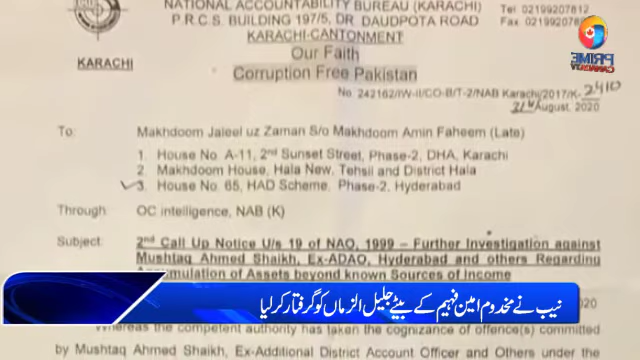 NATIONAL ACCOUNTABILITY BUREAU (KARACHI)
P.R.C.S. BUILDING 197/5, DR. DAUDPOTA ROAD
KARACHI-CANTONMENT
Tel 02199207812
Fax
Our Faith
KARACHI
Corruption Free Pakistan
No. 242162/IW-II/CO-B/T-2/NAB Karachi/2017/K-2410
31st August, 2020
To: Makhdoom Jaleel uz Zaman S/o Makhdoom Amin Faheem (Late)
1. House No. A-11, 2nd Sunset Street, Phase-2, DHA, Karachi
2. Makhdoom House, Hala New, Tehsil and District Hala
3. House No. 65, HAD Scheme, Phase-2, Hyderabad
Through: OC intelligence, NAB (K)
Subject: 2nd Call Up Notice U/s 19 of NAO, 1999 – Further Investigation against
Mushtaq Ahmed Shaikh, Ex-ADAO, Hyderabad and others Regarding
Accumulation of Assets beyond known Sources of Income
نیب نے مخدوم امین فہیم کے بیٹے جلیل الزماں کو گرفتار کر لیا
2020
Whereas the competent authority has taken the cognizance of offence(s) committed
by Mushtaq Ahmed Shaikh, Ex-Additional District Account Officer and Others under the
PRIME